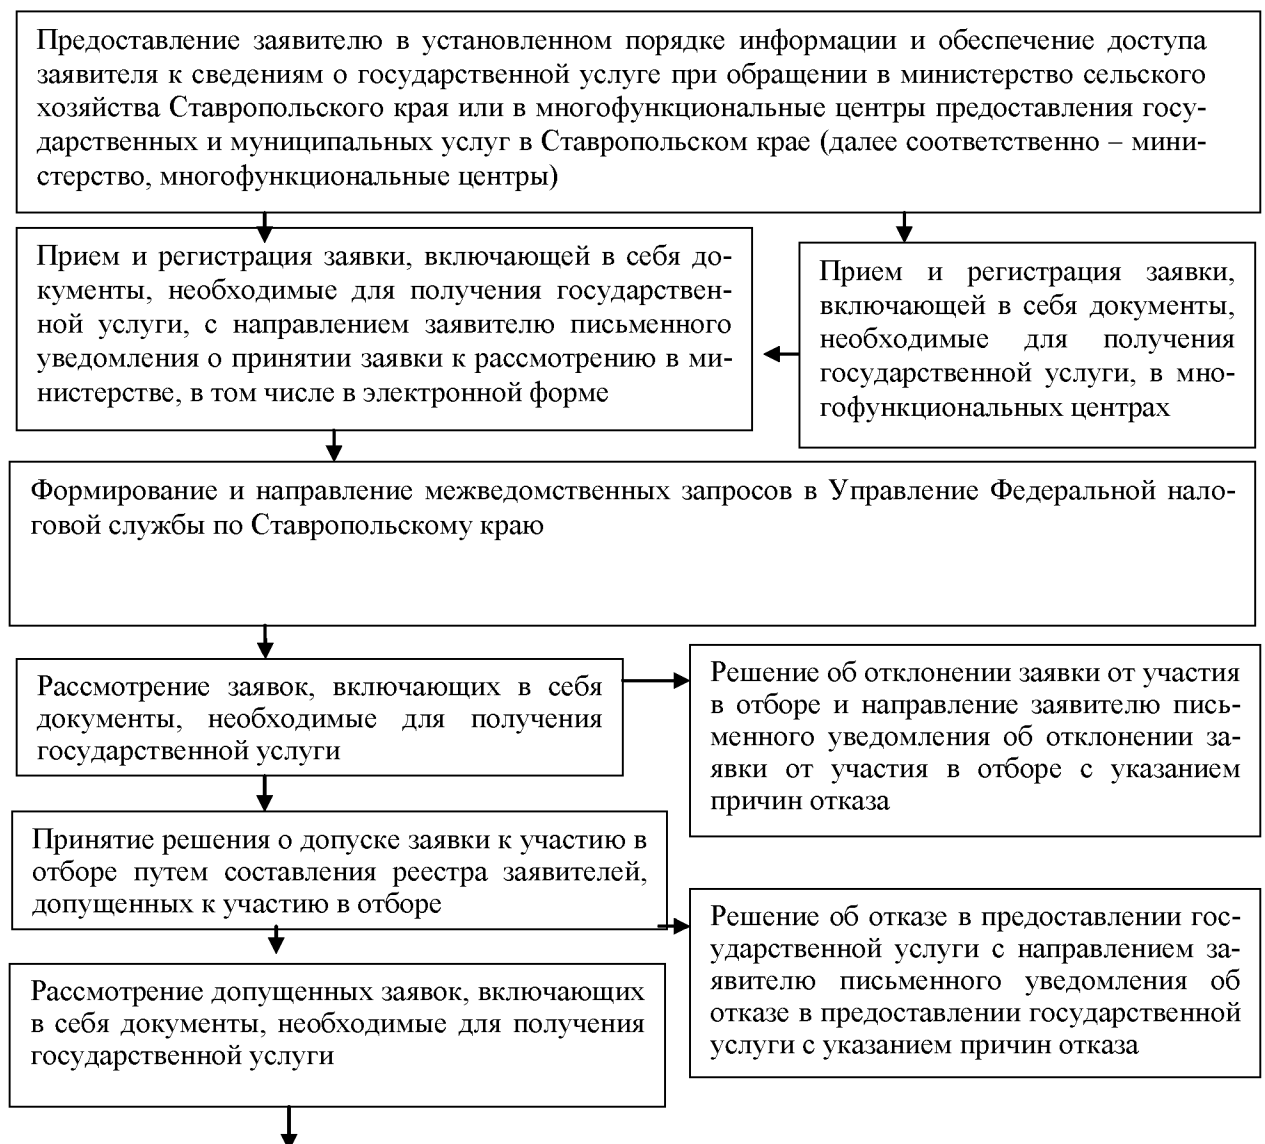 Предоставление заявителю в установленном порядке информации и обеспечение доступа
заявителя к сведениям о государственной услуге при обращении в министерство сельского
хозяйства Ставропольского края или в многофункциональные центры предоставления госу-
дарственных и муниципальных услуг в Ставропольском крае (далее соответственно – мини-
стерство, многофункциональные центры)
Прием и регистрация заявки, включающей в себя до-
кументы, необходимые для получения государствен-
ной услуги, с направлением заявителю письменного
уведомления о принятии заявки к рассмотрению в ми-
нистерстве, в том числе в электронной форме
Прием и регистрация заявки,
включающей в себя документы,
необходимые для получения
государственной услуги, в мно-
гофункциональных центрах
Формирование и направление межведомственных запросов в Управление Федеральной нало-
говой службы по Ставропольскому краю
Рассмотрение заявок, включающих в себя
документы, необходимые для получения
государственной услуги
Решение об отклонении заявки от участия
в отборе и направление заявителю пись-
менного уведомления об отклонении за-
явки от участия в отборе с указанием
причин отказа
Принятие решения о допуске заявки к участию в
отборе путем составления реестра заявителей,
допущенных к участию в отборе
Решение об отказе в предоставлении гос-
ударственной услуги с направлением за-
явителю письменного уведомления об
отказе в предоставлении государственной
услуги с указанием причин отказа
Рассмотрение допущенных заявок, включающих
в себя документы, необходимые для получения
государственной услуги